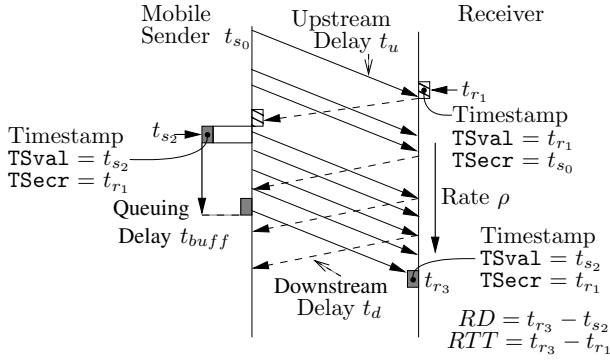 Mobile
Sender
t_{s_0}
Upstream
Delay t_u
Receiver
t_{r_1}
Timestamp
TSval = t_{r_1}
TSecr = t_{s_0}
t_{s_2}
Timestamp
TSval = t_{s_2}
TSecr = t_{r_1}
Rate ρ
Queuing
Delay t_{buff}
Timestamp
TSval = t_{s_2}
TSecr = t_{r_1}
t_{r_3}
Downstream
Delay t_d
RD = t_{r_3} − t_{s_2}
RTT = t_{r_3} − t_{r_1}